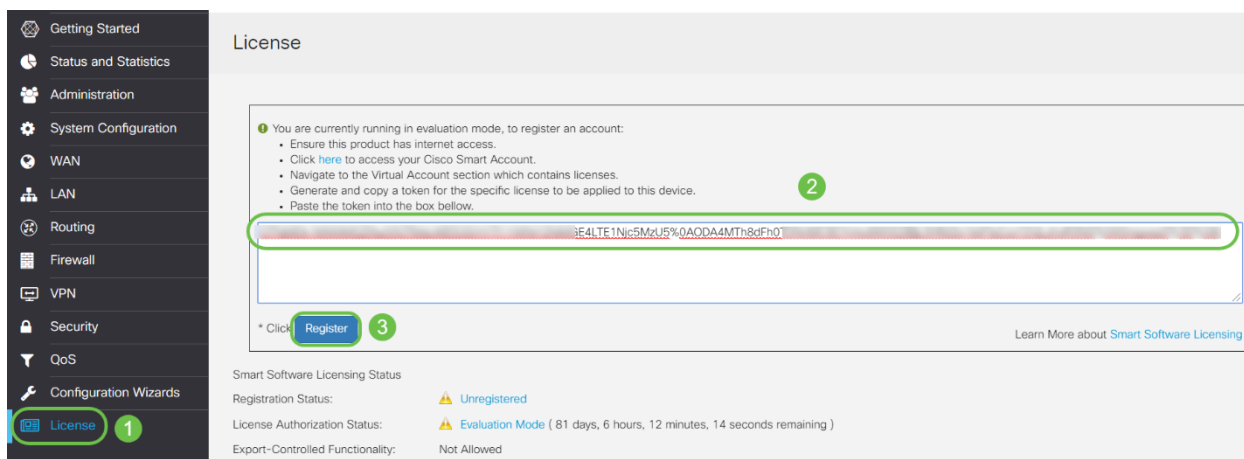 Getting Started
Status and Statistics
Administration
System Configuration
WAN
LAN
Routing
Firewall
VPN
Security
QoS
Configuration Wizards
License
1
License
You are currently running in evaluation mode, to register an account:
• Ensure this product has internet access.
• Click here to access your Cisco Smart Account.
• Navigate to the Virtual Account section which contains licenses.
• Generate and copy a token for the specific license to be applied to this device.
• Paste the token into the box bellow.
2
GE4LTE1Njc5MzU5%0AODA4MTh8dFh0
* Click Register 3
Learn More about Smart Software Licensing
Smart Software Licensing Status
Registration Status: Unregistered
License Authorization Status: Evaluation Mode ( 81 days, 6 hours, 12 minutes, 14 seconds remaining )
Export-Controlled Functionality: Not Allowed